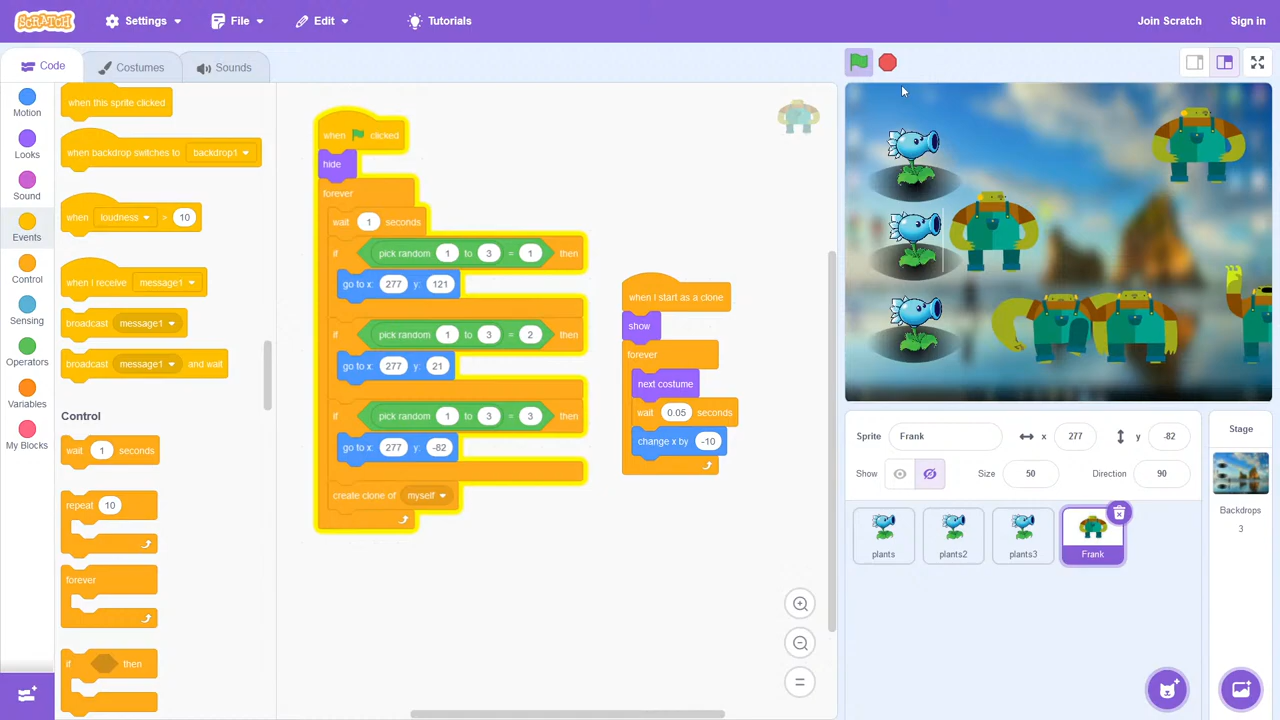 SCRATCH Settings File Edit Tutorials Join Scratch Sign in
Code Costumes Sounds
Motion
Looks
Sound
Events
Control
Sensing
Operators
Variables
My Blocks
when this sprite clicked
when backdrop switches to backdrop1
when loudness > 10
when I receive message1
broadcast message1
broadcast message1 and wait
Control
wait 1 seconds
repeat 10
forever
if then
when clicked
hide
forever
wait 1 seconds
if pick random 1 to 3 = 1 then
go to x: 277 y: 121
if pick random 1 to 3 = 2 then
go to x: 277 y: 21
if pick random 1 to 3 = 3 then
go to x: 277 y: -82
create clone of myself
when I start as a clone
show
forever
next costume
wait 0.05 seconds
change x by -10
Sprite Frank x 277 y -82
Show Size 50 Direction 90
plants
plants2
plants3
Frank
Stage
Backdrops
3